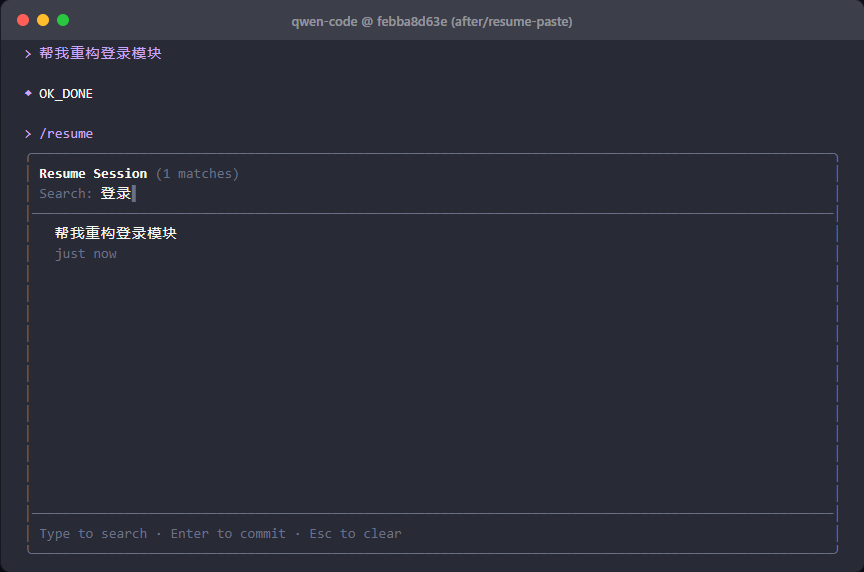 qwen-code @ febba8d63e (after/resume-paste)
> 帮我重构登录模块
◆ OK_DONE
> /resume
Resume Session (1 matches)
Search: 登录
帮我重构登录模块
just now
Type to search · Enter to commit · Esc to clear